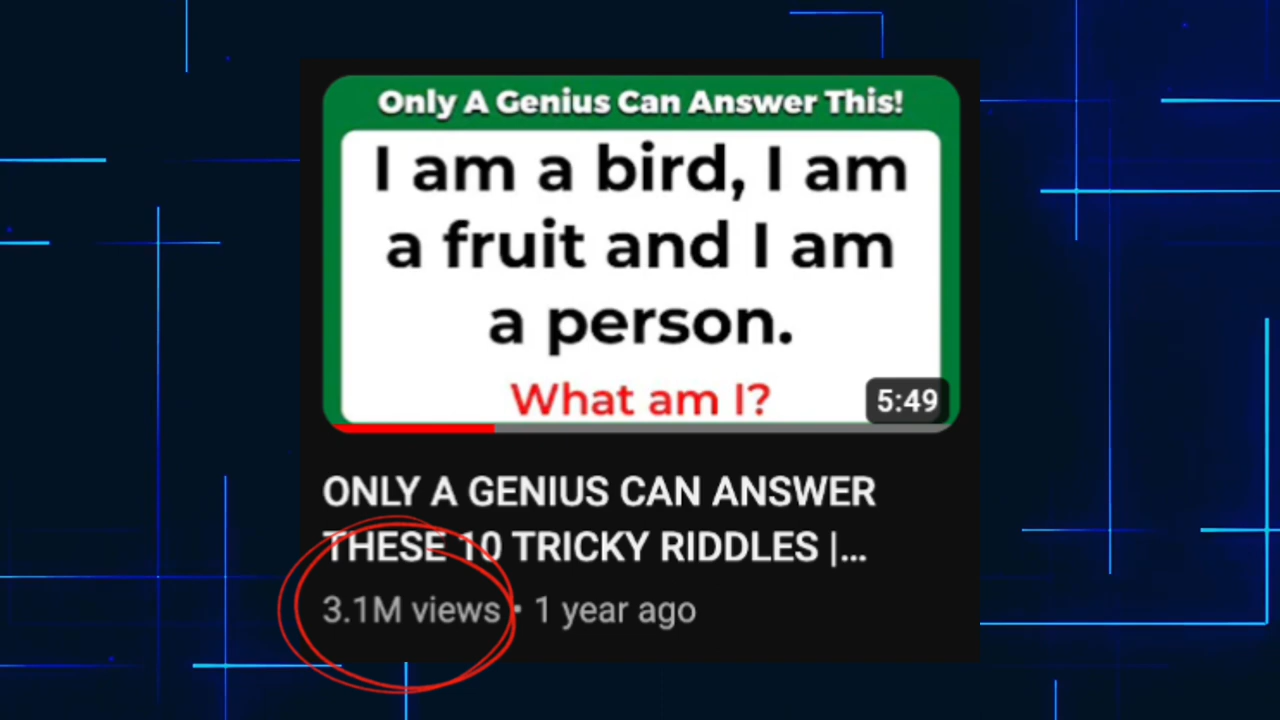 Only A Genius Can Answer This!
I am a bird, I am
a fruit and I am
a person.
What am I?
5:49
ONLY A GENIUS CAN ANSWER
THESE 10 TRICKY RIDDLES |...
3.1M views • 1 year ago